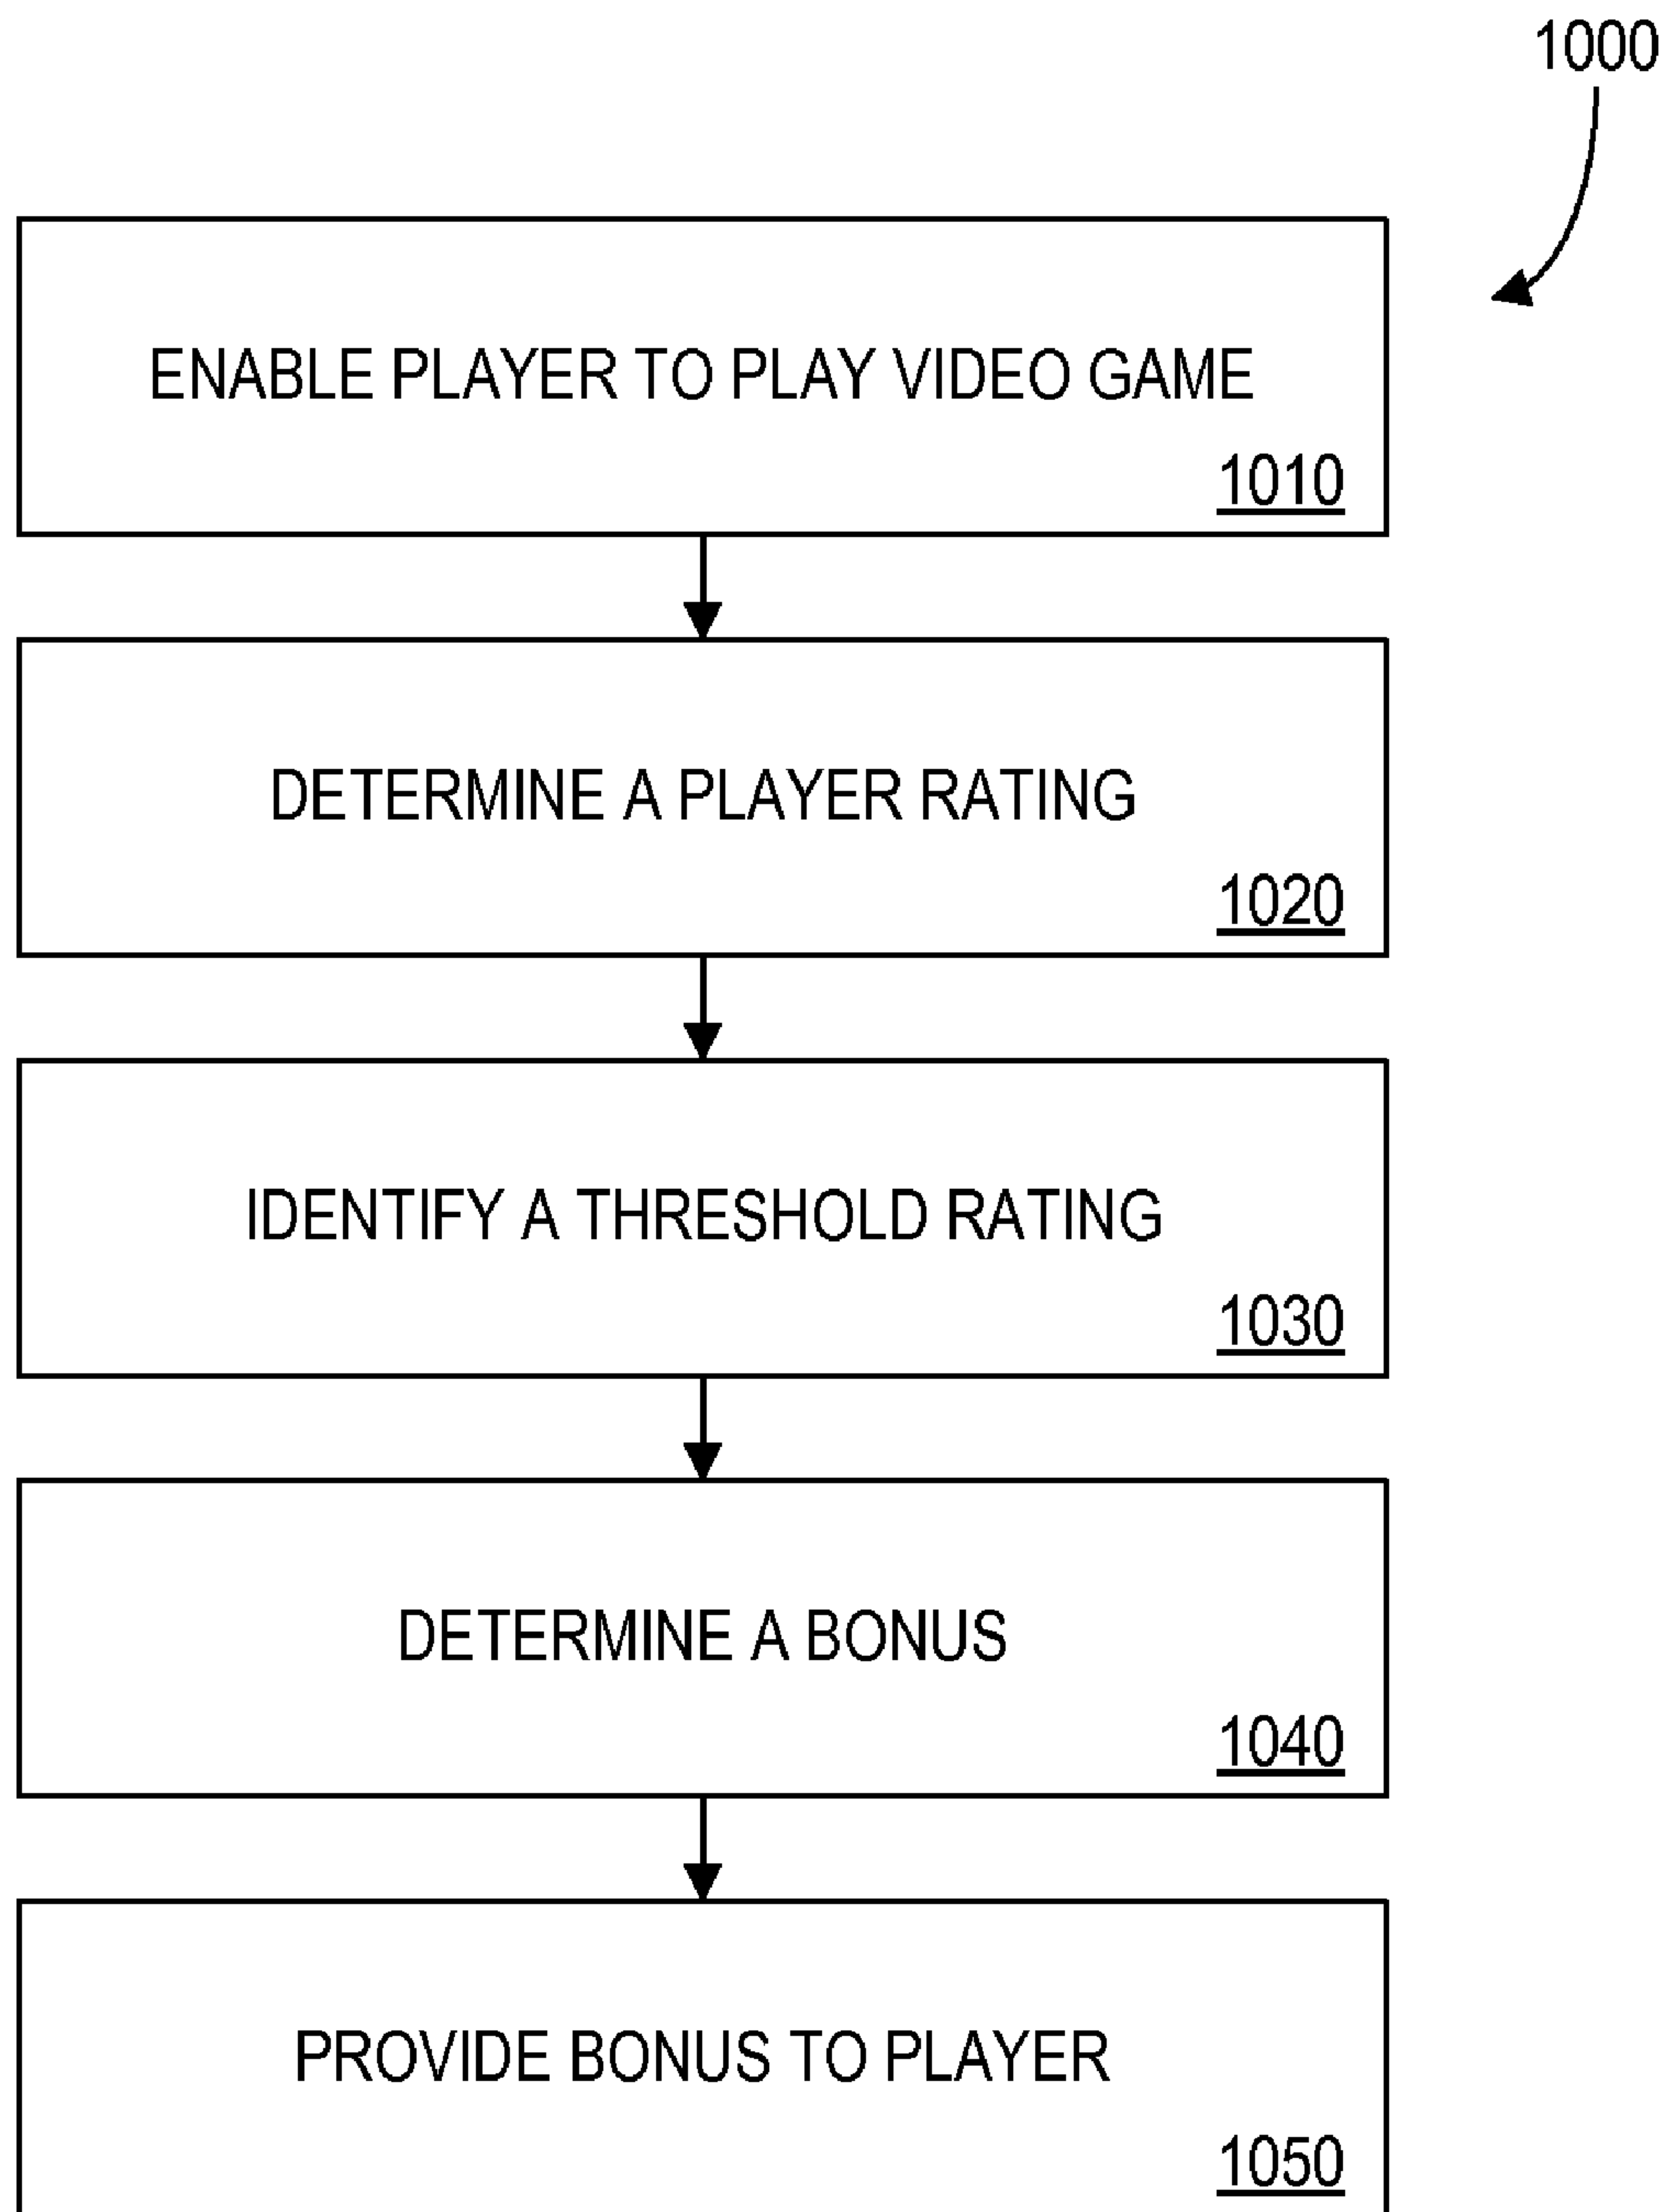 1000
ENABLE PLAYER TO PLAY VIDEO GAME
1010
DETERMINE A PLAYER RATING
1020
IDENTIFY A THRESHOLD RATING
1030
DETERMINE A BONUS
1040
PROVIDE BONUS TO PLAYER
1050